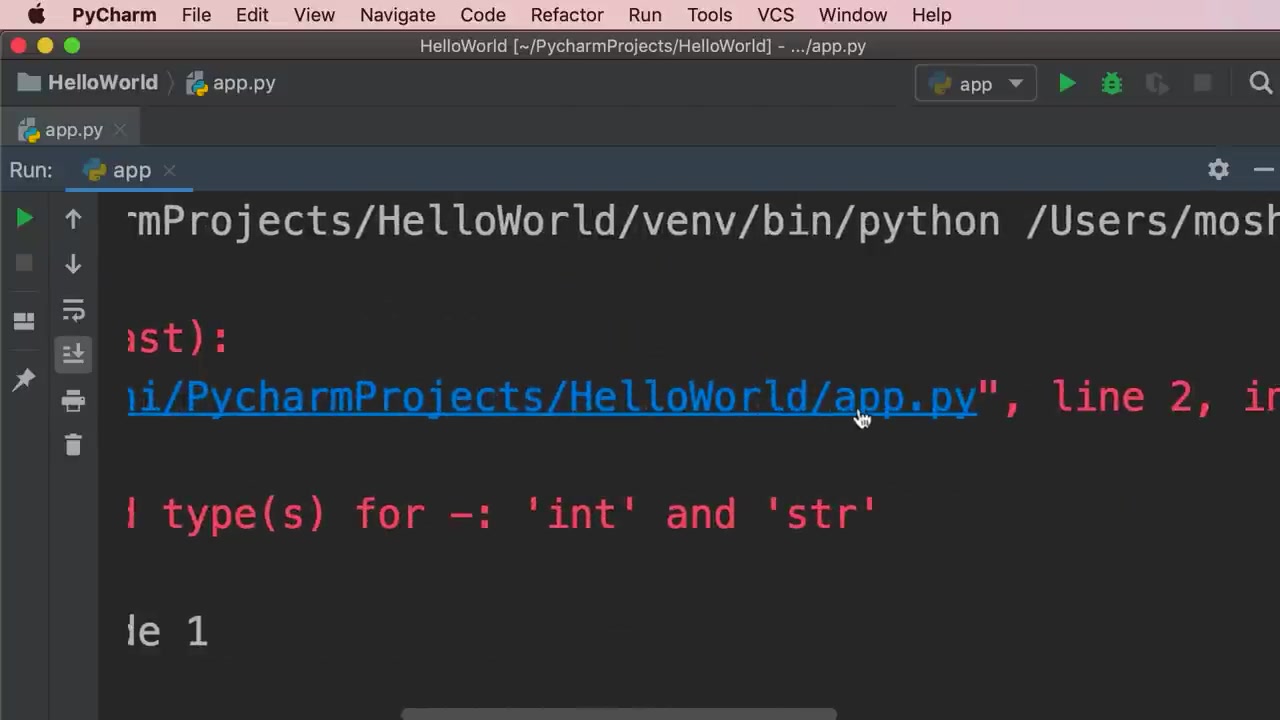 PyCharm File Edit View Navigate Code Refactor Run Tools VCS Window Help
HelloWorld [~/PycharmProjects/HelloWorld] - .../app.py
HelloWorld app.py app
app.py
Run: app
rmProjects/HelloWorld/venv/bin/python /Users/mosh
ast):
ni/PycharmProjects/HelloWorld/app.py", line 2, in
d type(s) for -: 'int' and 'str'
de 1